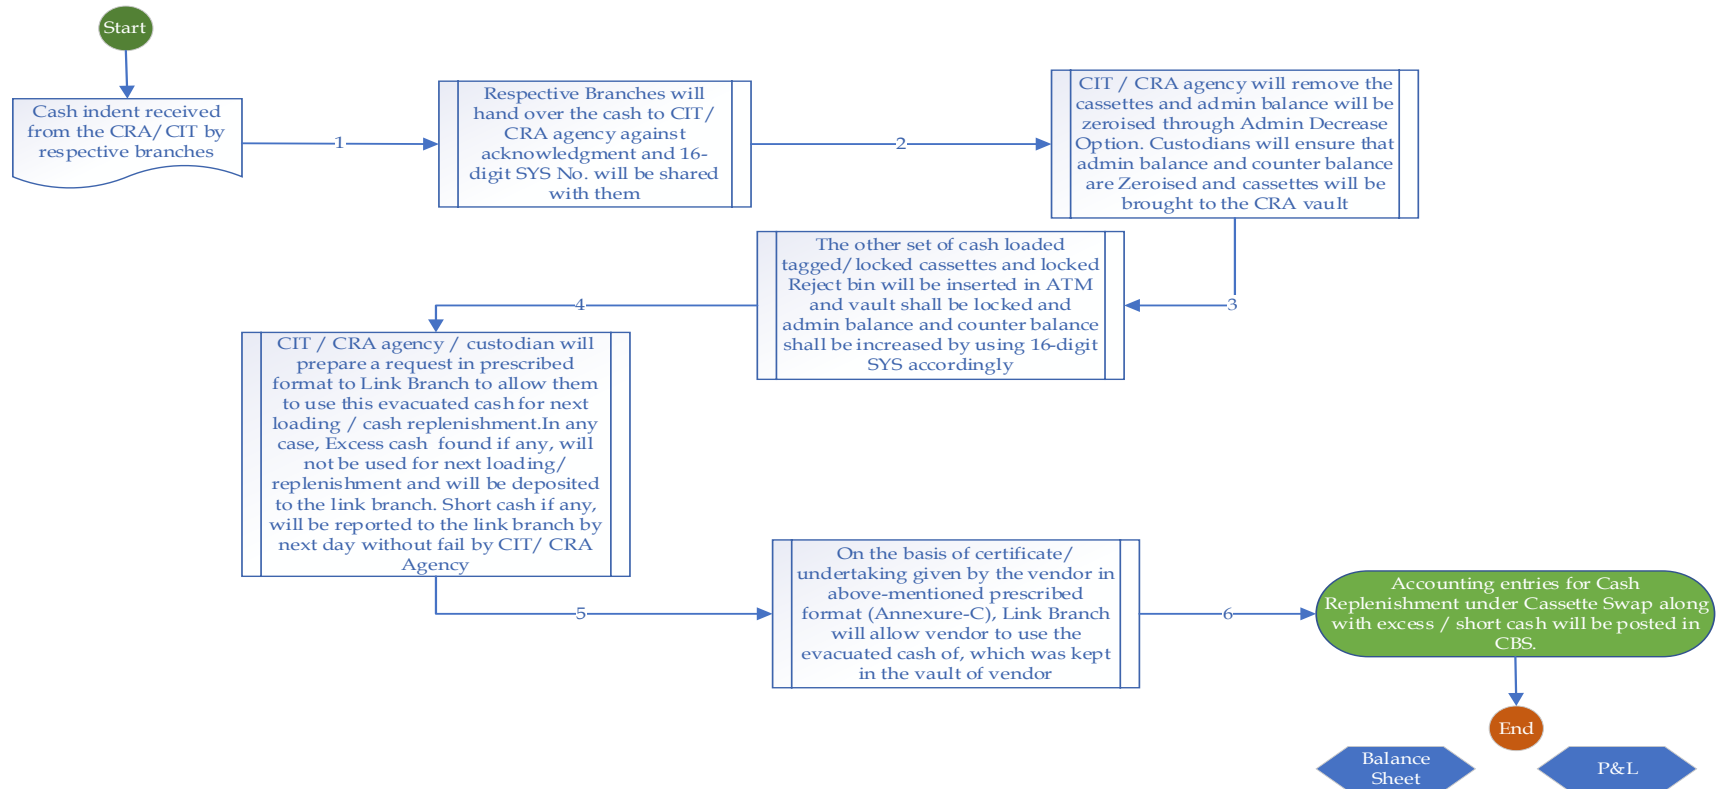 Start
Cash indent received
from the CRA/CIT by
respective branches
1
Respective Branches will
hand over the cash to CIT/
CRA agency against
acknowledgment and 16-
digit SYS No. will be shared
with them
2
CIT / CRA agency will remove the
cassettes and admin balance will be
zeroised through Admin Decrease
Option. Custodians will ensure that
admin balance and counter balance
are Zeroised and cassettes will be
brought to the CRA vault
3
The other set of cash loaded
tagged/locked cassettes and locked
Reject bin will be inserted in ATM
and vault shall be locked and
admin balance and counter balance
shall be increased by using 16-digit
SYS accordingly
4
CIT / CRA agency / custodian will
prepare a request in prescribed
format to Link Branch to allow them
to use this evacuated cash for next
loading / cash replenishment.In any
case, Excess cash found if any, will
not be used for next loading/
replenishment and will be deposited
to the link branch. Short cash if any,
will be reported to the link branch by
next day without fail by CIT/ CRA
Agency
5
On the basis of certificate/
undertaking given by the vendor in
above-mentioned prescribed
format (Annexure-C), Link Branch
will allow vendor to use the
evacuated cash of, which was kept
in the vault of vendor
6
Accounting entries for Cash
Replenishment under Cassette Swap along
with excess / short cash will be posted in
CBS.
End
Balance
Sheet
P&L